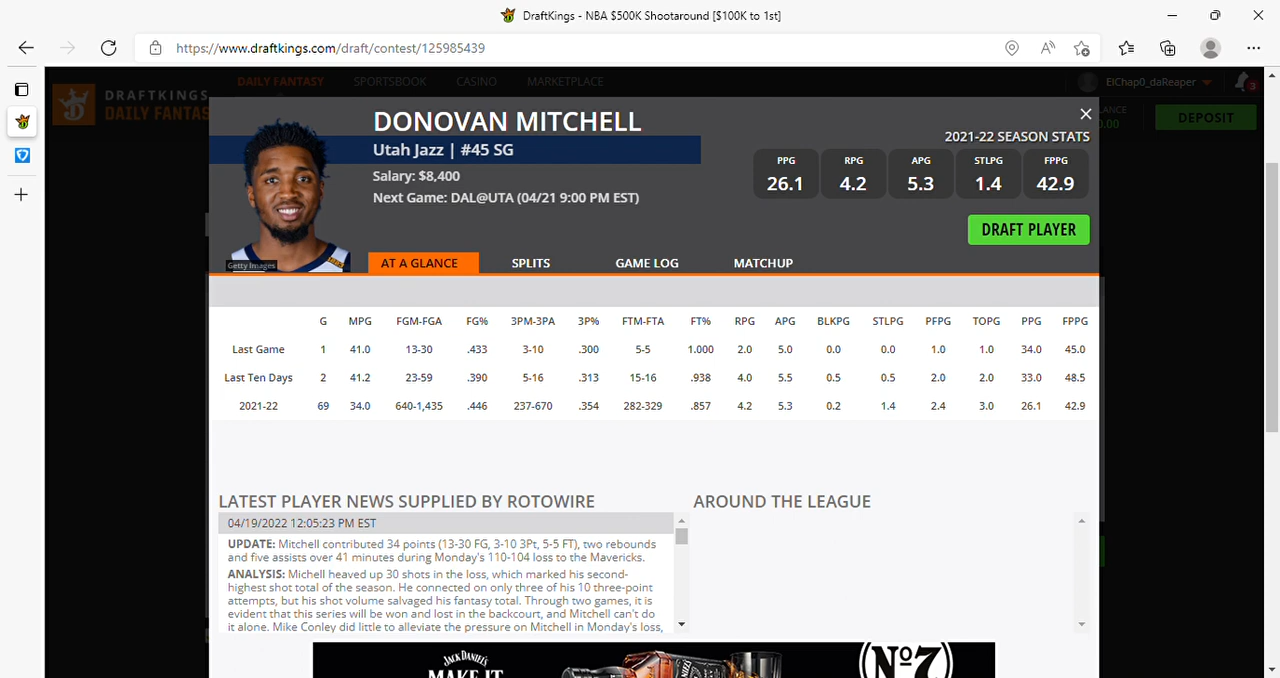 DraftKings - NBA $500K Shootaround [$100K to 1st]
https://www.draftkings.com/draft/contest/125985439
DRAFTKINGS
DAILY FANTAS
DAILY FANTASY SPORTSBOOK CASINO MARKETPLACE
ElChap0_daReaper
3
LANCE
0.00
DEPOSIT
DONOVAN MITCHELL
Utah Jazz | #45 SG
Salary: $8,400
Next Game: DAL@UTA (04/21 9:00 PM EST)
Getty Images
2021-22 SEASON STATS
PPG RPG APG STLPG FPPG
26.1 4.2 5.3 1.4 42.9
DRAFT PLAYER
AT A GLANCE SPLITS GAME LOG MATCHUP
G MPG FGM-FGA FG% 3PM-3PA 3P% FTM-FTA FT% RPG APG BLKPG STLPG PFPG TOPG PPG FPPG
Last Game 1 41.0 13-30 .433 3-10 .300 5-5 1.000 2.0 5.0 0.0 0.0 1.0 1.0 34.0 45.0
Last Ten Days 2 41.2 23-59 .390 5-16 .313 15-16 .938 4.0 5.5 0.5 0.5 2.0 2.0 33.0 48.5
2021-22 69 34.0 640-1,435 .446 237-670 .354 282-329 .857 4.2 5.3 0.2 1.4 2.4 3.0 26.1 42.9
LATEST PLAYER NEWS SUPPLIED BY ROTOWIRE
04/19/2022 12:05:23 PM EST
UPDATE: Mitchell contributed 34 points (13-30 FG, 3-10 3Pt, 5-5 FT), two rebounds
and five assists over 41 minutes during Monday's 110-104 loss to the Mavericks.
ANALYSIS: Michell heaved up 30 shots in the loss, which marked his second-
highest shot total of the season. He connected on only three of his 10 three-point
attempts, but his shot volume salvaged his fantasy total. Through two games, it is
evident that this series will be won and lost in the backcourt, and Mitchell can't do
it alone. Mike Conley did little to alleviate the pressure on Mitchell in Monday's loss,
AROUND THE LEAGUE
JACK DANIEL'S
MAKE IT
Nº7